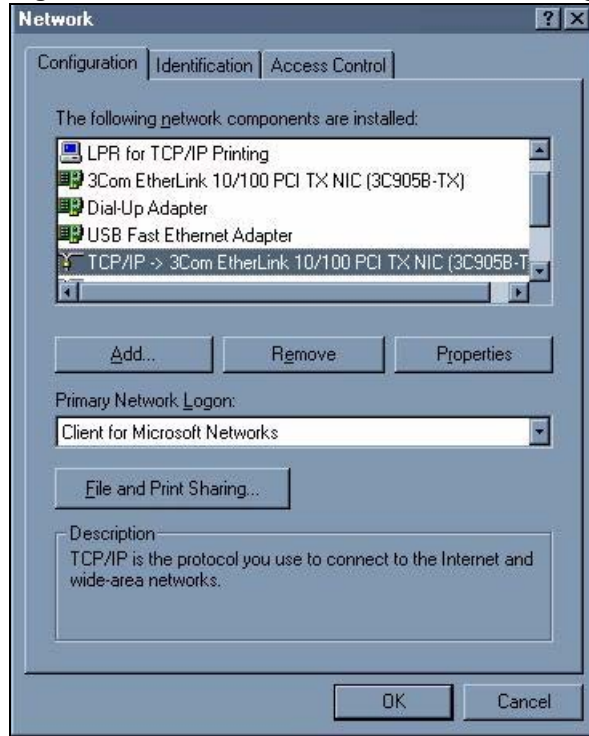 Network
Configuration Identification Access Control
The following network components are installed:
LPR for TCP/IP Printing
3Com EtherLink 10/100 PCI TX NIC (3C905B-TX)
Dial-Up Adapter
USB Fast Ethernet Adapter
TCP/IP -> 3Com EtherLink 10/100 PCI TX NIC (3C905B-T
Add... Remove Properties
Primary Network Logon:
Client for Microsoft Networks
File and Print Sharing...
Description
TCP/IP is the protocol you use to connect to the Internet and
wide-area networks.
OK Cancel